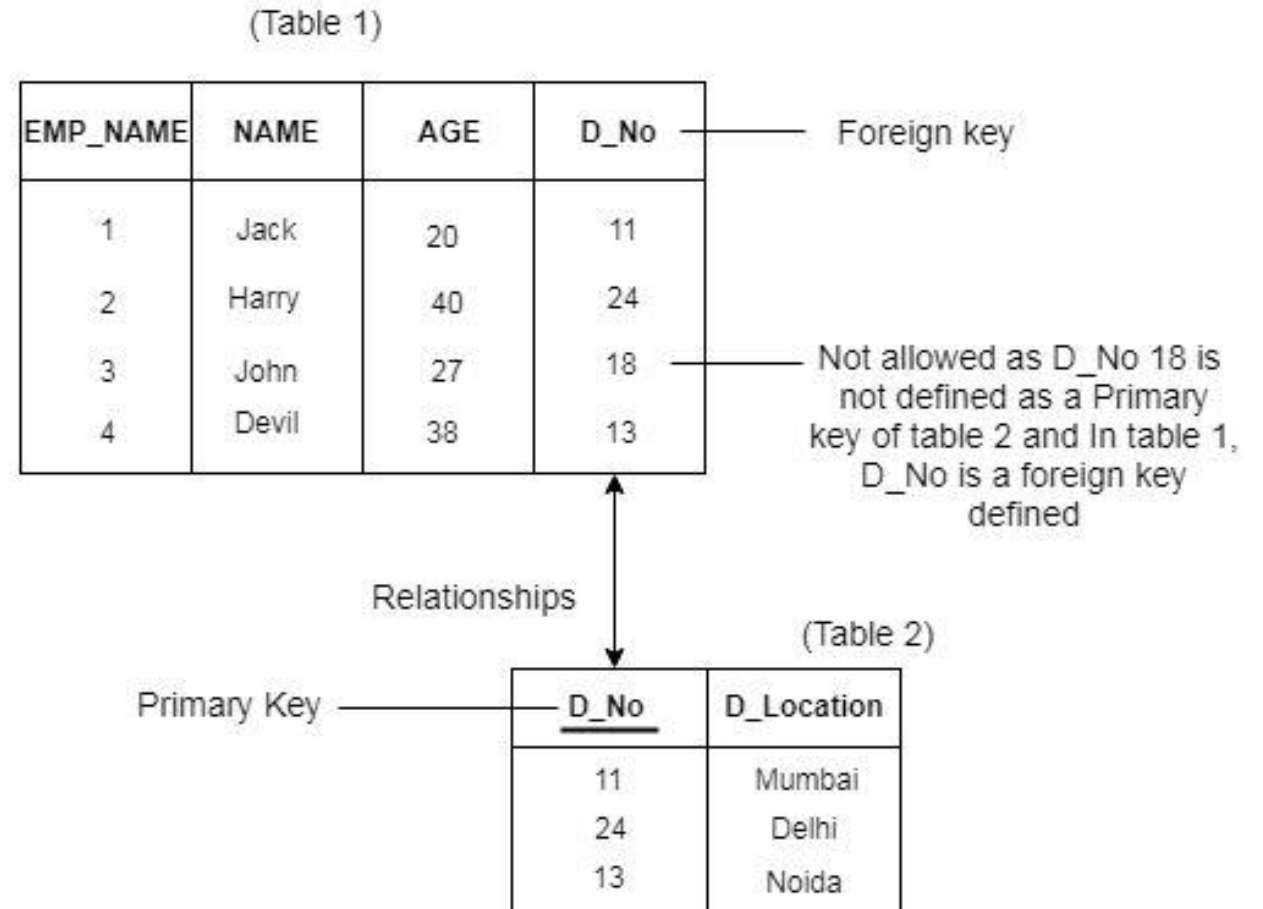 (Table 1)
EMP_NAME NAME AGE D_No Foreign key
1 Jack 20 11
2 Harry 40 24
3 John 27 18
4 Devil 38 13
Not allowed as D_No 18 is
not defined as a Primary
key of table 2 and In table 1,
D_No is a foreign key
defined
Relationships
(Table 2)
Primary Key D_No D_Location
11 Mumbai
24 Delhi
13 Noida